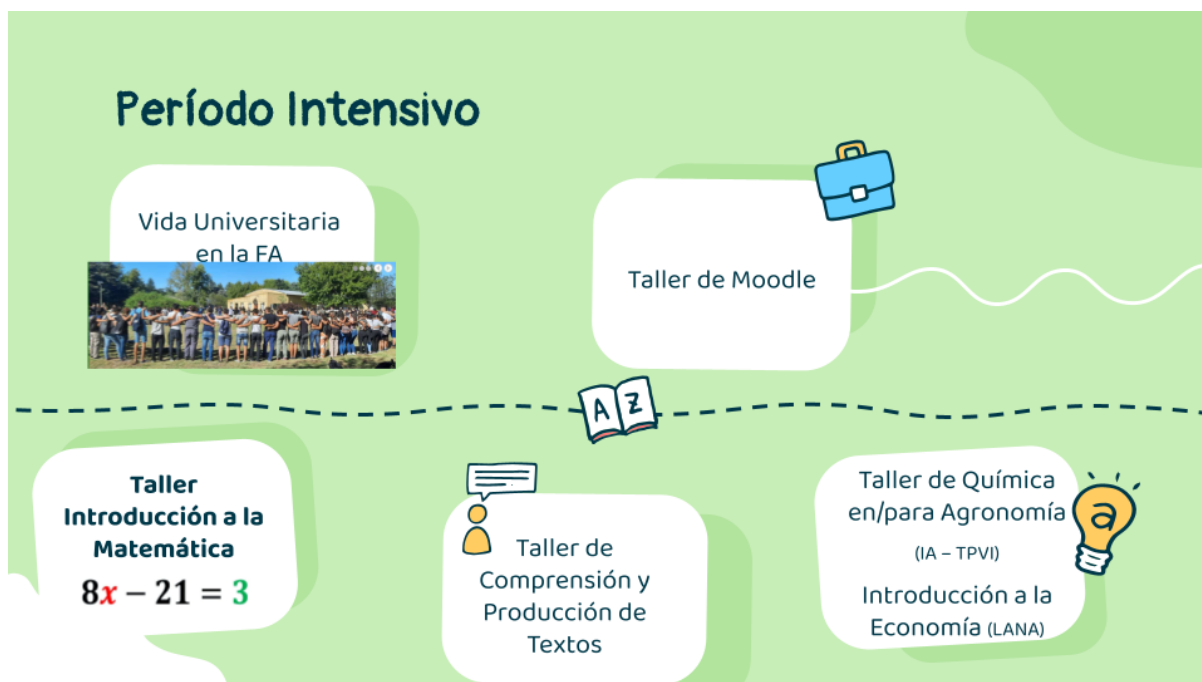 Período Intensivo
Vida Universitaria
en la FA
Taller de Moodle
A Z
Taller
Introducción a la
Matemática
8x – 21 = 3
Taller de
Comprensión y
Producción de
Textos
Taller de Química
en/para Agronomía
(IA – TPVI)
Introducción a la
Economía (LANA)
a